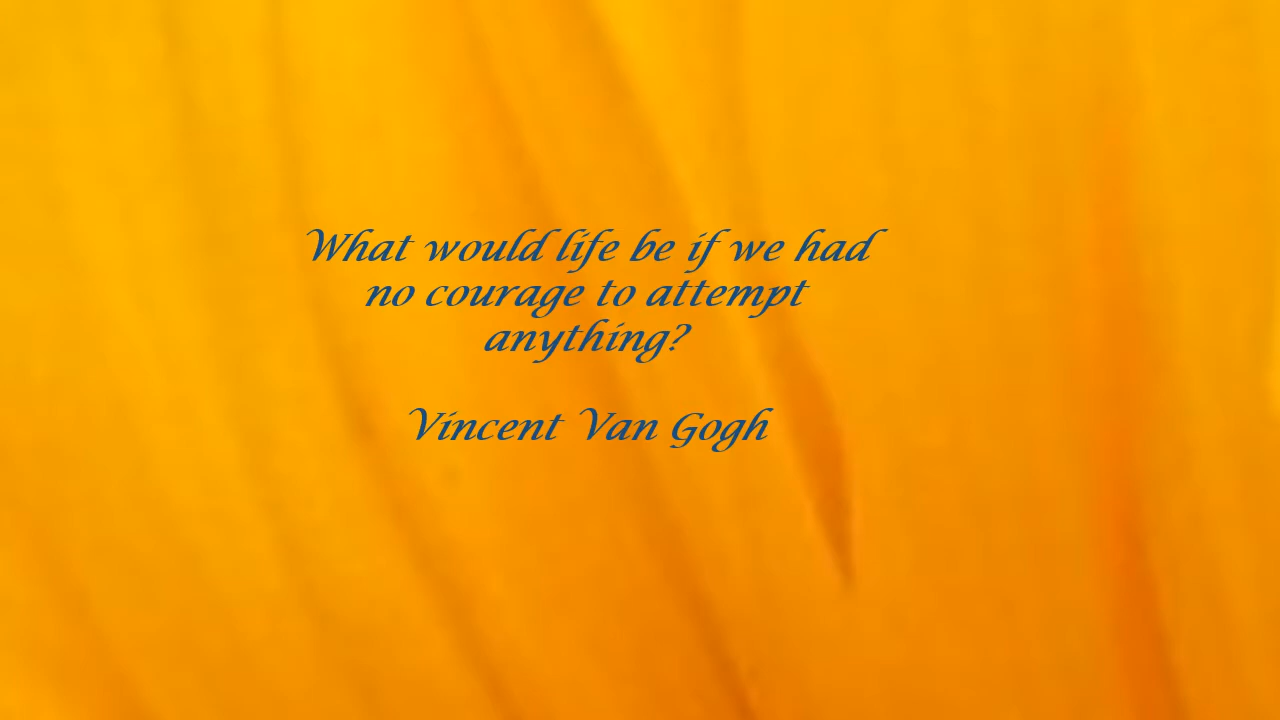 What would life be if we had
no courage to attempt
anything?
Vincent Van Gogh